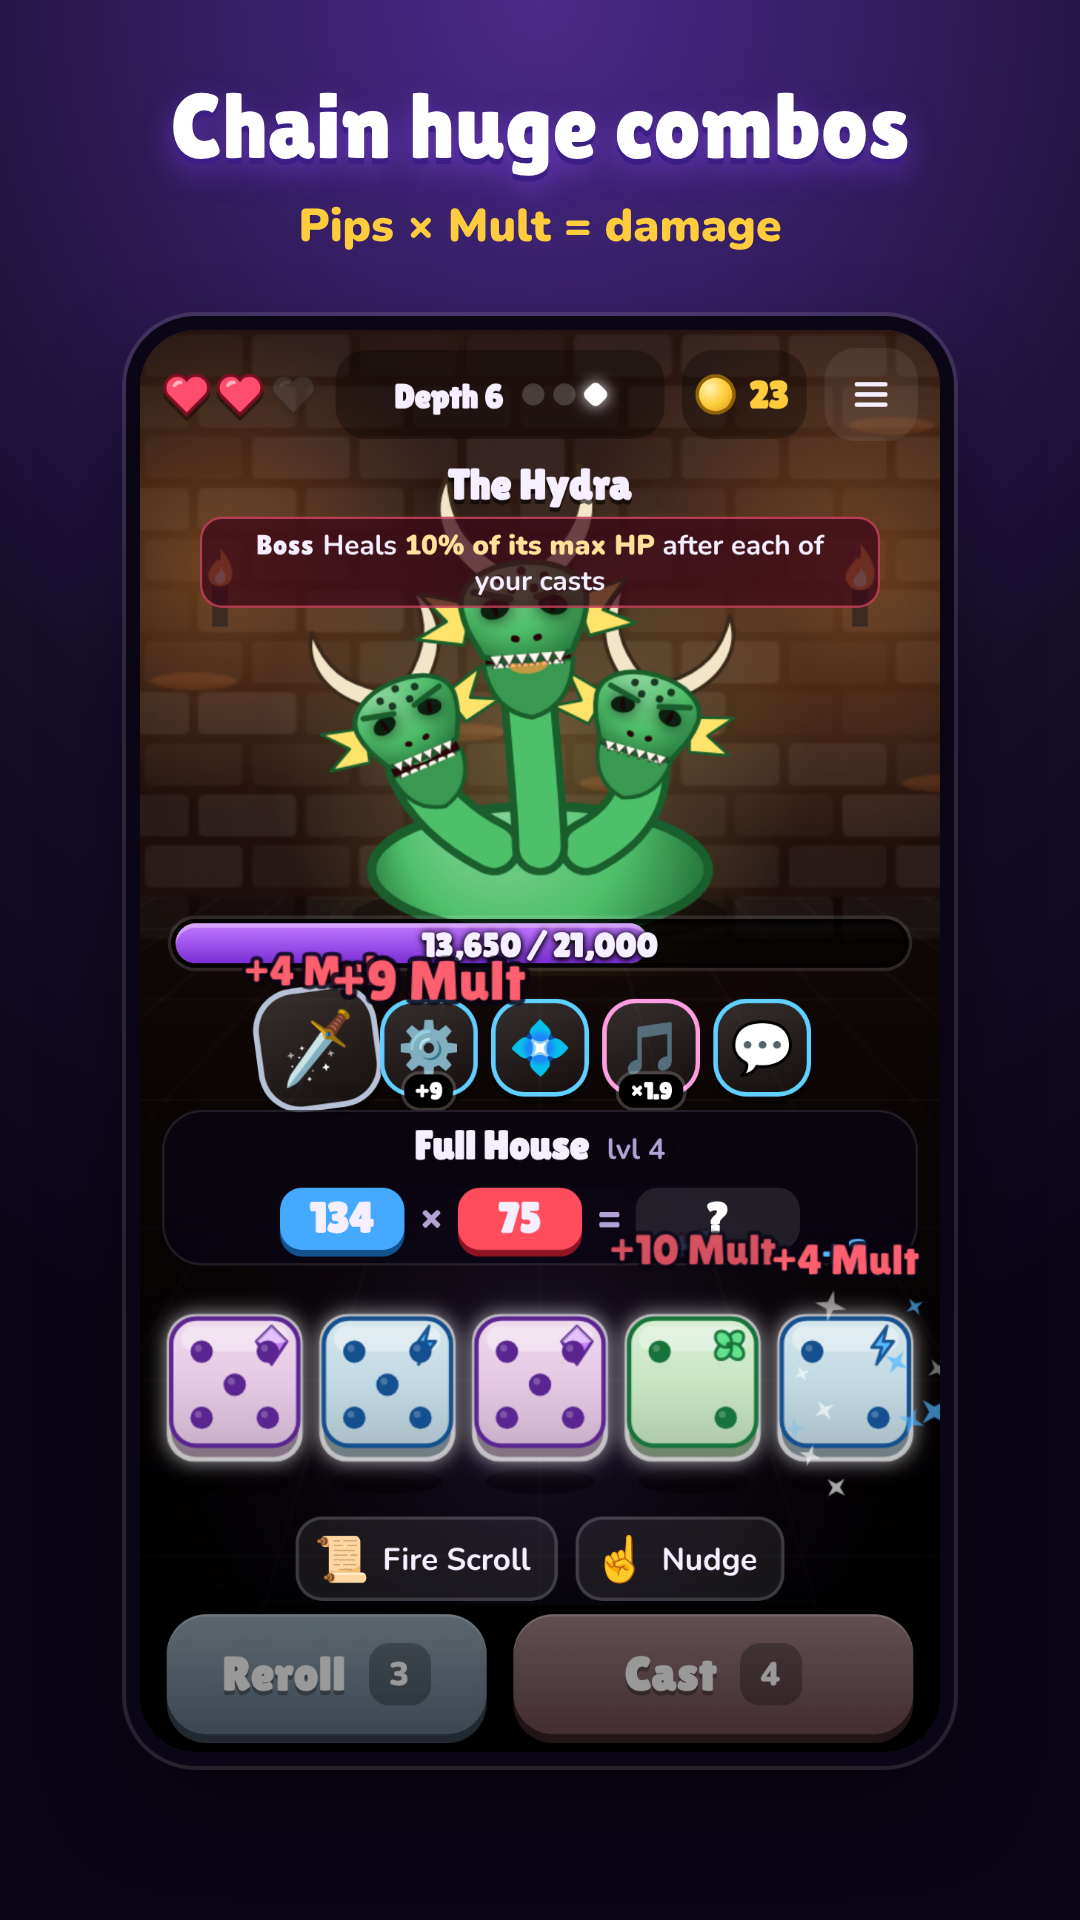 Chain huge combos
Pips × Mult = damage
Depth 6
23
The Hydra
Boss Heals 10% of its max HP after each of
your casts
13,650 / 21,000
+4 M
+9 Mult
+9
×1.9
Full House lvl 4
134 × 75 = ?
+10 Mult
+4 Mult
Fire Scroll
Nudge
Reroll 3
Cast 4